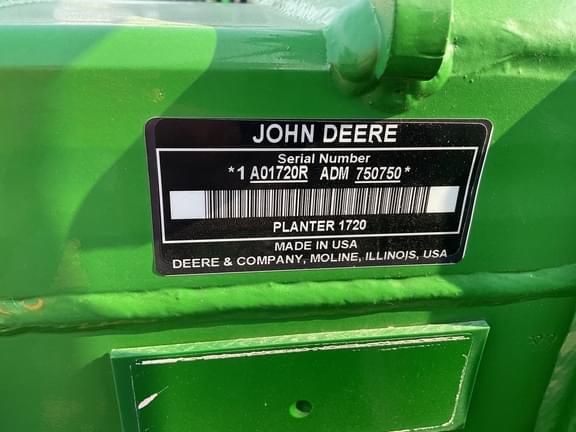 JOHN DEERE
Serial Number
*1 A01720R ADM 750750*
PLANTER 1720
MADE IN USA
DEERE & COMPANY, MOLINE, ILLINOIS, USA